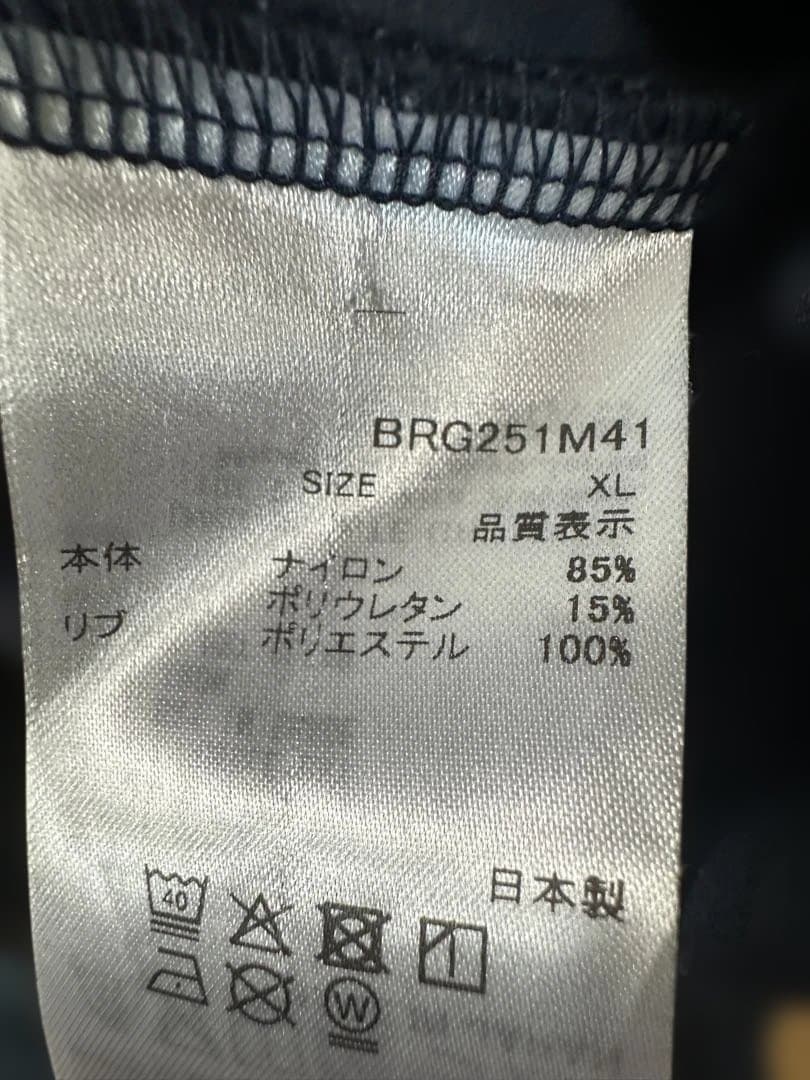 BRG251M41
SIZE XL
品質表示
本体 ナイロン 85%
ポリウレタン 15%
リブ ポリエステル 100%
日本製
40
W